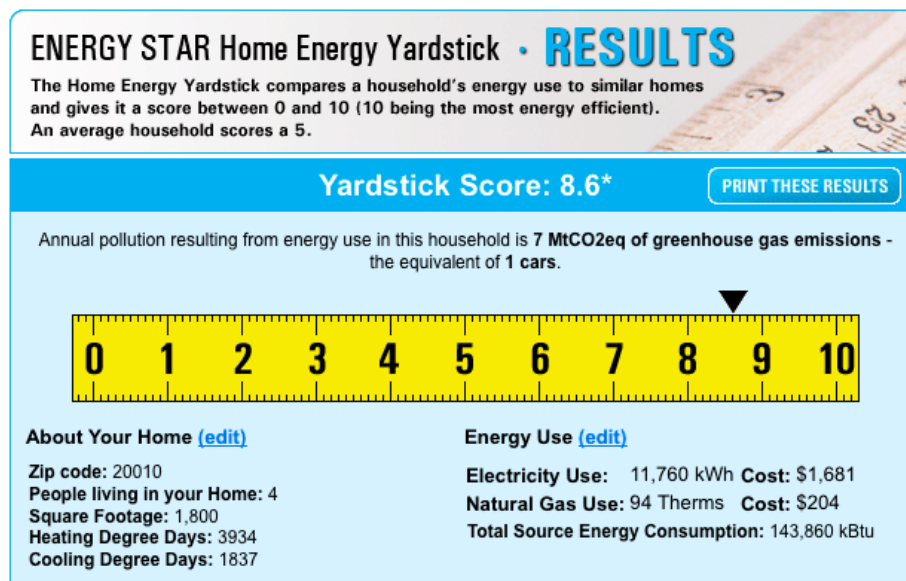 ENERGY STAR Home Energy Yardstick · RESULTS
The Home Energy Yardstick compares a household's energy use to similar homes
and gives it a score between 0 and 10 (10 being the most energy efficient).
An average household scores a 5.
3
23
Yardstick Score: 8.6*
PRINT THESE RESULTS
Annual pollution resulting from energy use in this household is 7 MtCO2eq of greenhouse gas emissions -
the equivalent of 1 cars.
0 1 2 3 4 5 6 7 8 9 10
About Your Home (edit)
Zip code: 20010
People living in your Home: 4
Square Footage: 1,800
Heating Degree Days: 3934
Cooling Degree Days: 1837
Energy Use (edit)
Electricity Use: 11,760 kWh Cost: $1,681
Natural Gas Use: 94 Therms Cost: $204
Total Source Energy Consumption: 143,860 kBtu